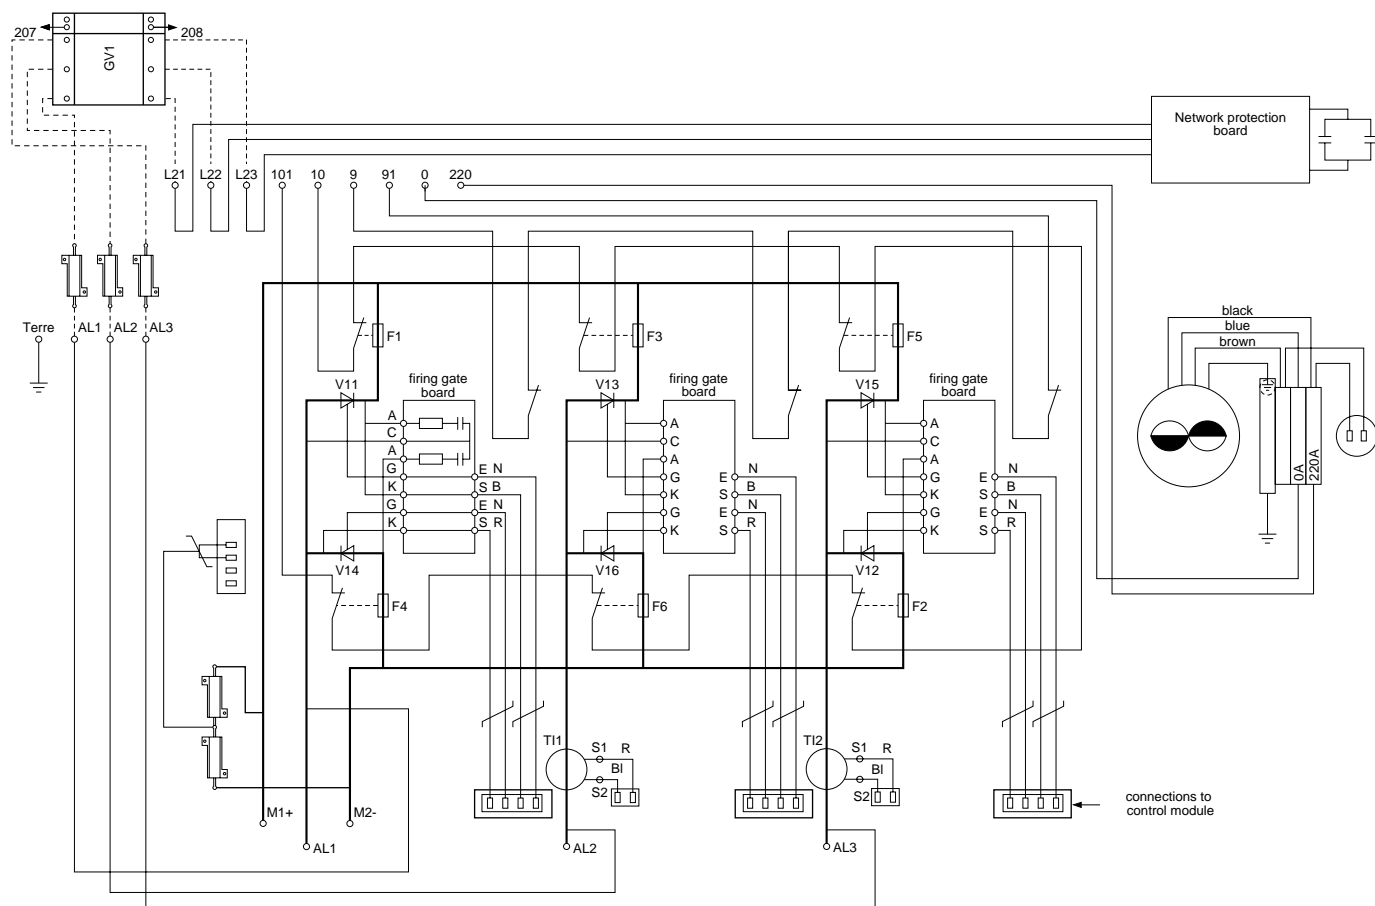 207
208
GV1
Network protection
board
L21 L22 L23 101 10 9 91 0 220
Terre AL1 AL2 AL3
F1 F3 F5
black
blue
brown
V11
firing gate
board
V13
firing gate
board
V15
firing gate
board
A
C
A
G
K
G
K
E N
S B
E N
S R
A
C
A
G
K
G
K
E N
S B
E N
S R
A
C
A
G
K
G
K
E N
S B
E N
S R
0A
220A
V14 V16 V12
F4 F6 F2
TI1
S1 R
BI
S2
TI2
S1 R
BI
S2
M1+ M2-
AL1 AL2 AL3
connections to
control module